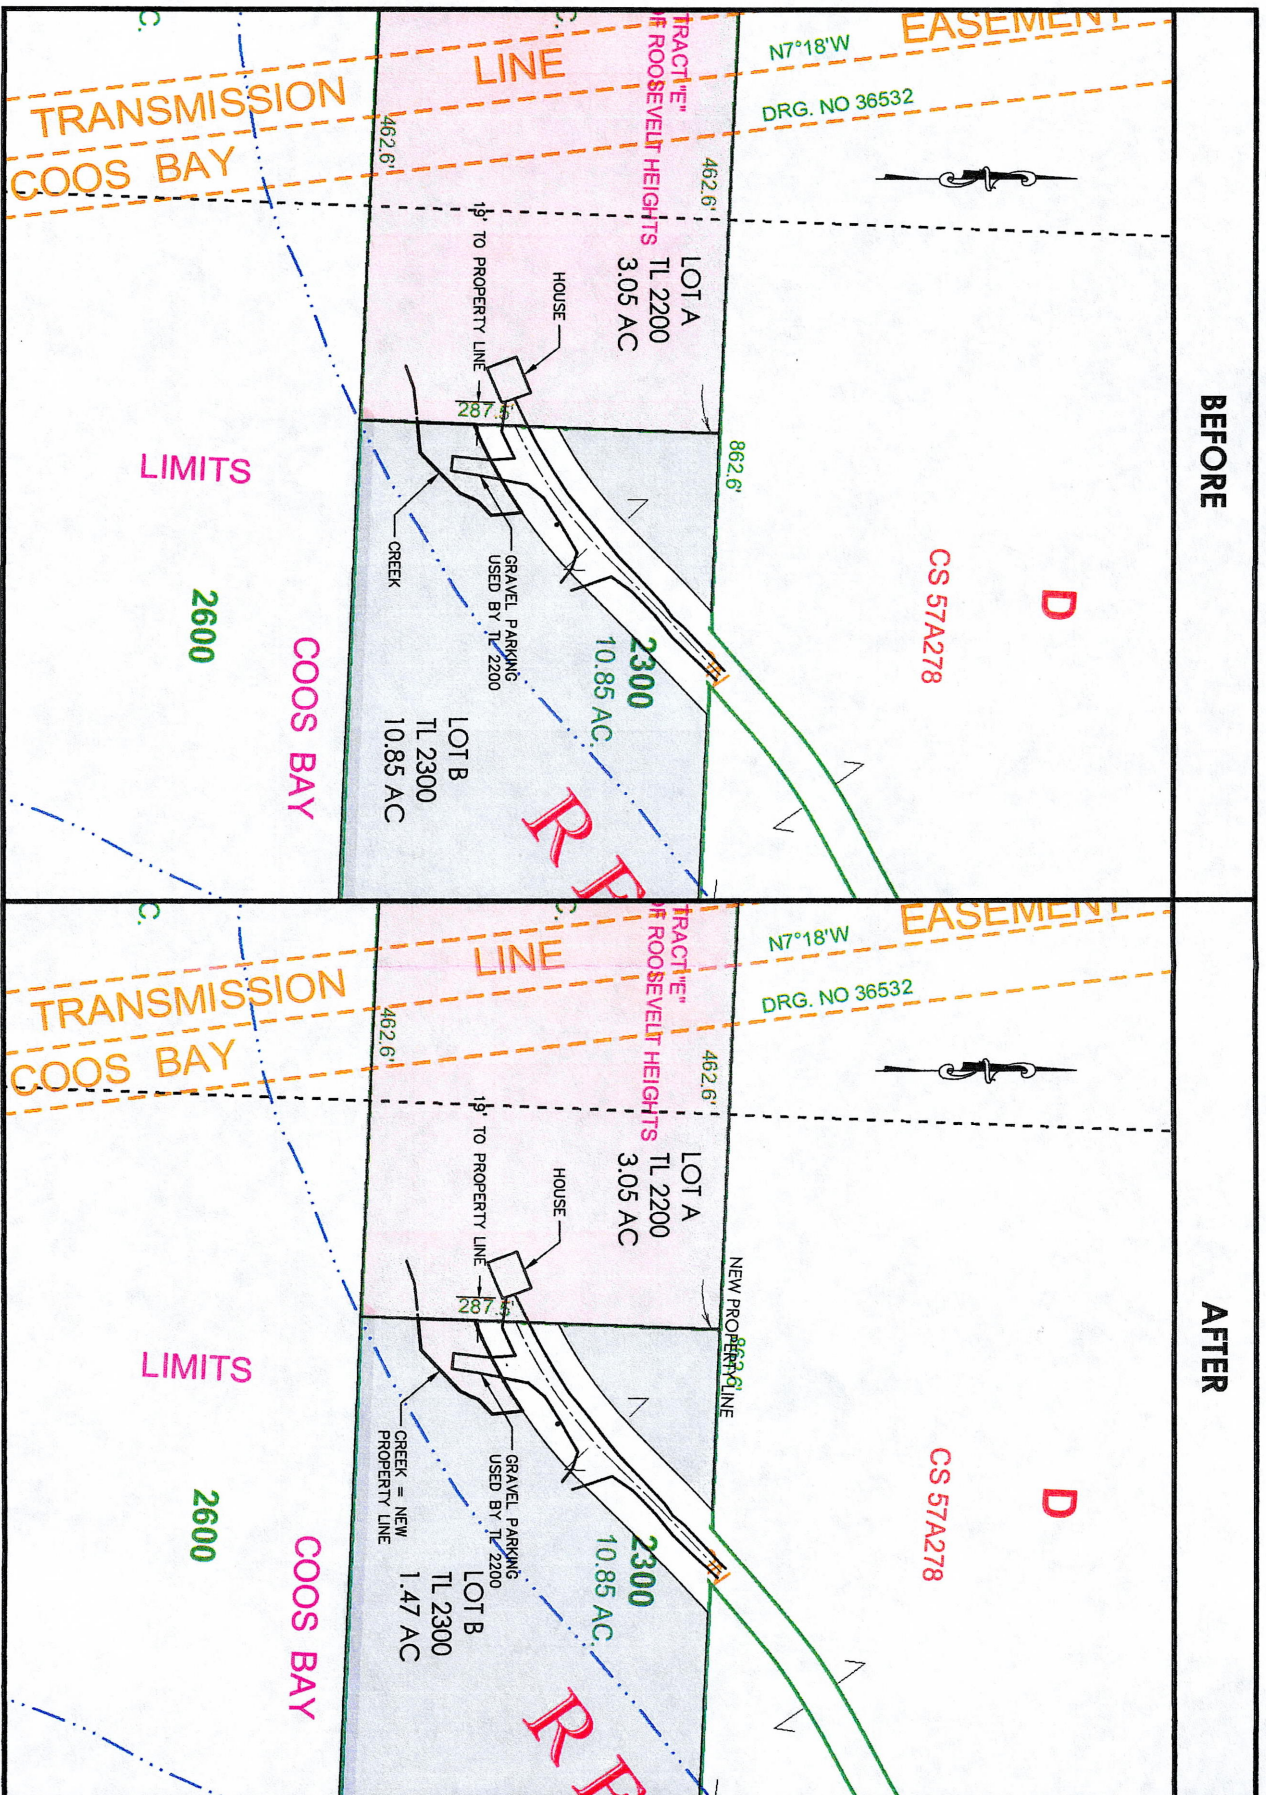 BEFORE
EASEMENT
N7°18'W
DRG. NO 36532
LINE
TRANSMISSION
COOS BAY
C.
C.
TRACT "E"
OF ROOSEVELT HEIGHTS
462.6'
462.6'
LOT A
TL 2200
3.05 AC
HOUSE
19' TO PROPERTY LINE
287.5'
862.6'
D
CS 57A278
2300
10.85 AC.
GRAVEL PARKING
USED BY TL 2200
CREEK
LOT B
TL 2300
10.85 AC
LIMITS
2600
COOS BAY
R E
AFTER
EASEMENT
N7°18'W
DRG. NO 36532
LINE
TRANSMISSION
COOS BAY
C.
C.
TRACT "E"
OF ROOSEVELT HEIGHTS
462.6'
462.6'
LOT A
TL 2200
3.05 AC
HOUSE
19' TO PROPERTY LINE
287.5'
NEW PROPERTY LINE
862.6'
D
CS 57A278
2300
10.85 AC.
GRAVEL PARKING
USED BY TL 2200
CREEK = NEW
PROPERTY LINE
LOT B
TL 2300
1.47 AC
LIMITS
2600
COOS BAY
R E